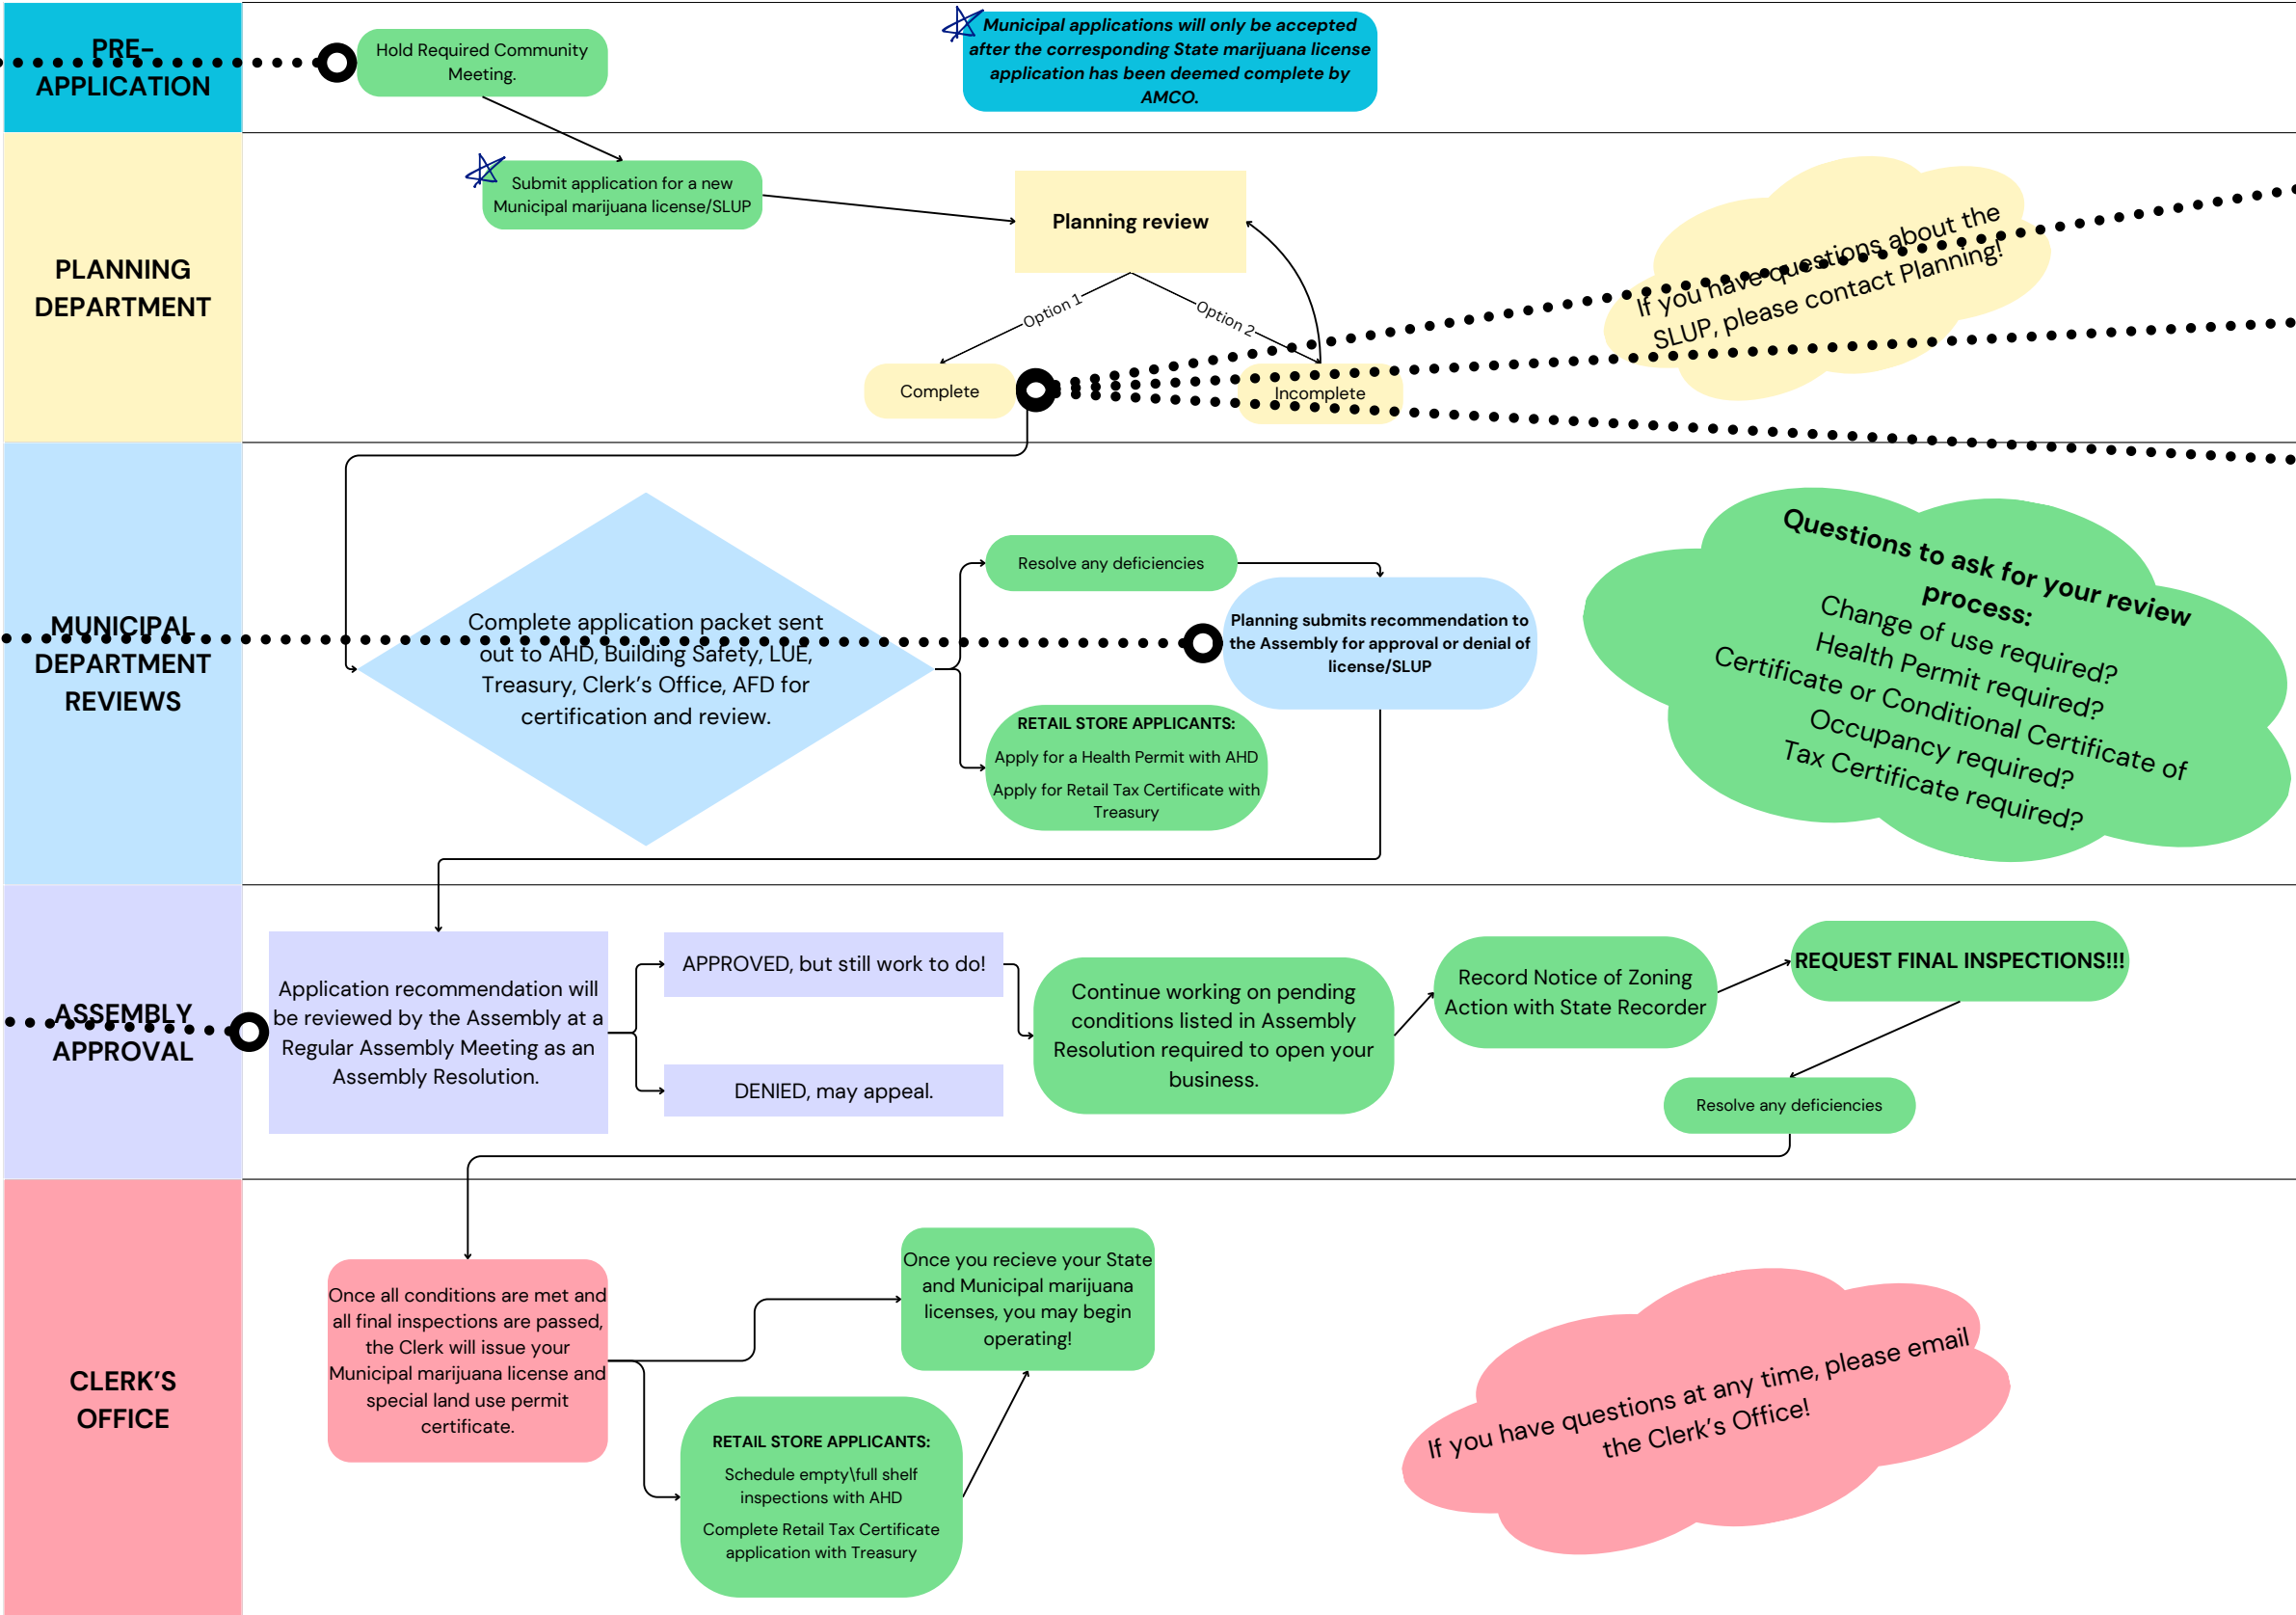 PRE-
APPLICATION
Hold Required Community
Meeting.
Municipal applications will only be accepted
after the corresponding State marijuana license
application has been deemed complete by
AMCO.
PLANNING
DEPARTMENT
Submit application for a new
Municipal marijuana license/SLUP
Planning review
Option 1
Option 2
Complete
Incomplete
If you have questions about the
SLUP, please contact Planning!
MUNICIPAL
DEPARTMENT
REVIEWS
Complete application packet sent
out to AHD, Building Safety, LUE,
Treasury, Clerk's Office, AFD for
certification and review.
Resolve any deficiencies
Planning submits recommendation to
the Assembly for approval or denial of
license/SLUP
RETAIL STORE APPLICANTS:
Apply for a Health Permit with AHD
Apply for Retail Tax Certificate with
Treasury
Questions to ask for your review
process:
Change of use required?
Health Permit required?
Certificate or Conditional Certificate of
Occupancy required?
Tax Certificate required?
ASSEMBLY
APPROVAL
Application recommendation will
be reviewed by the Assembly at a
Regular Assembly Meeting as an
Assembly Resolution.
APPROVED, but still work to do!
DENIED, may appeal.
Continue working on pending
conditions listed in Assembly
Resolution required to open your
business.
Record Notice of Zoning
Action with State Recorder
REQUEST FINAL INSPECTIONS!!!
Resolve any deficiencies
CLERK'S
OFFICE
Once all conditions are met and
all final inspections are passed,
the Clerk will issue your
Municipal marijuana license and
special land use permit
certificate.
Once you recieve your State
and Municipal marijuana
licenses, you may begin
operating!
RETAIL STORE APPLICANTS:
Schedule empty\full shelf
inspections with AHD
Complete Retail Tax Certificate
application with Treasury
If you have questions at any time, please email
the Clerk's Office!